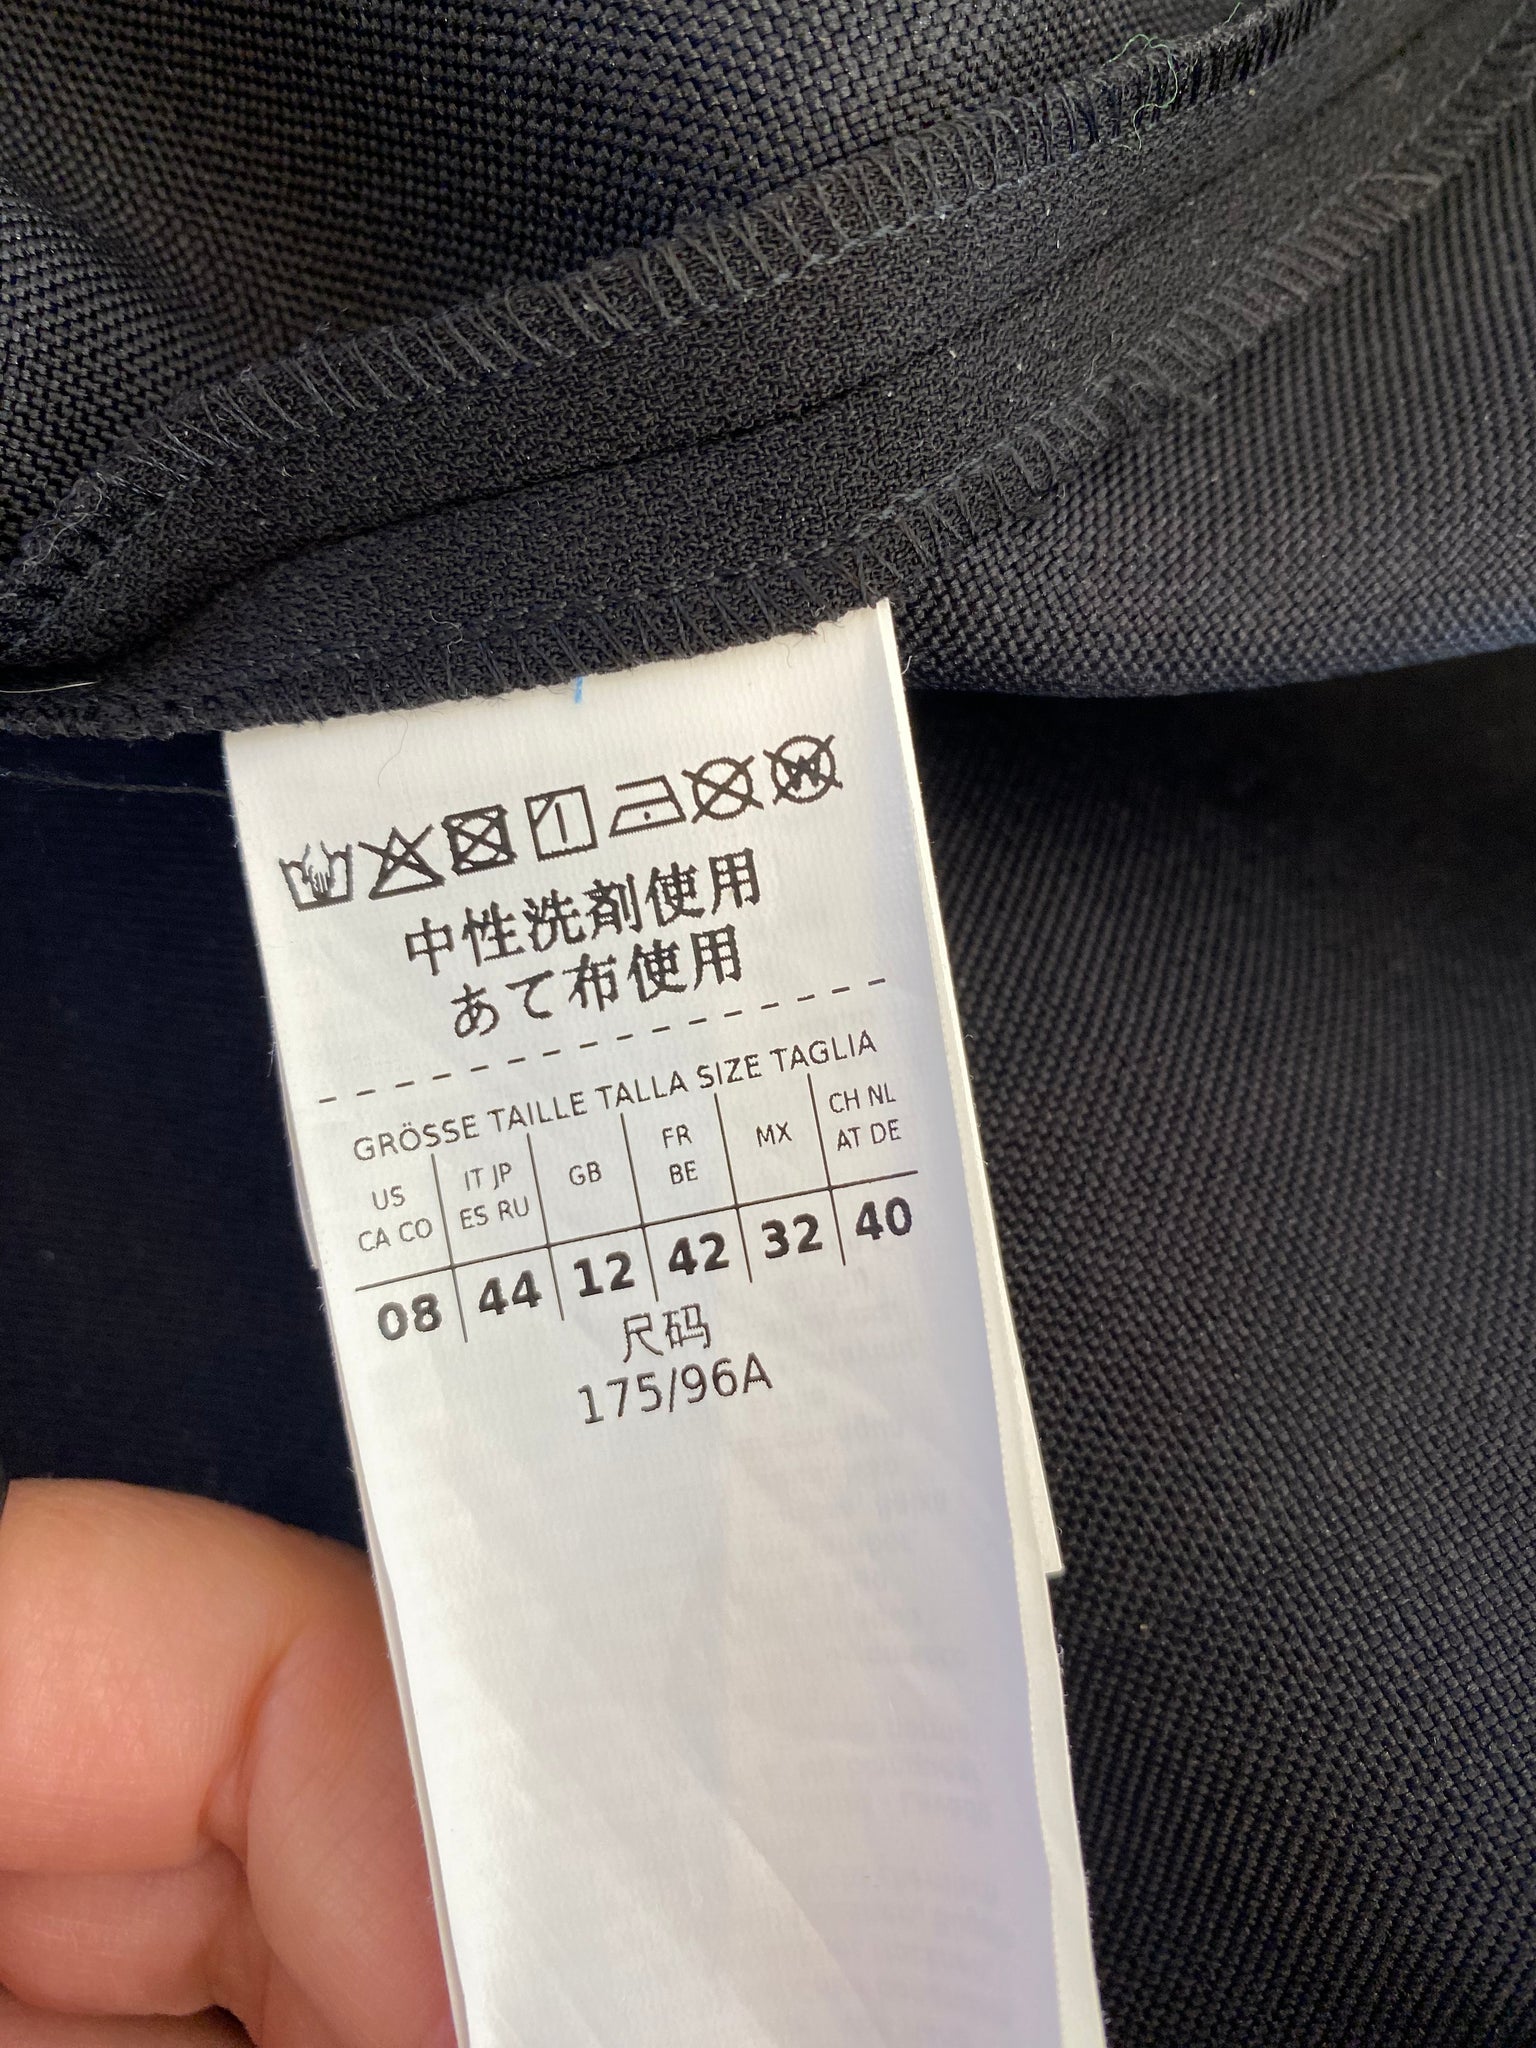 中性洗剤使用
あて布使用
GRÖSSE TAILLE TALLA SIZE TAGLIA
US CA CO
IT JP ES RU
GB
FR BE
MX
CH NL AT DE
08 44 12 42 32 40
尺码
175/96A